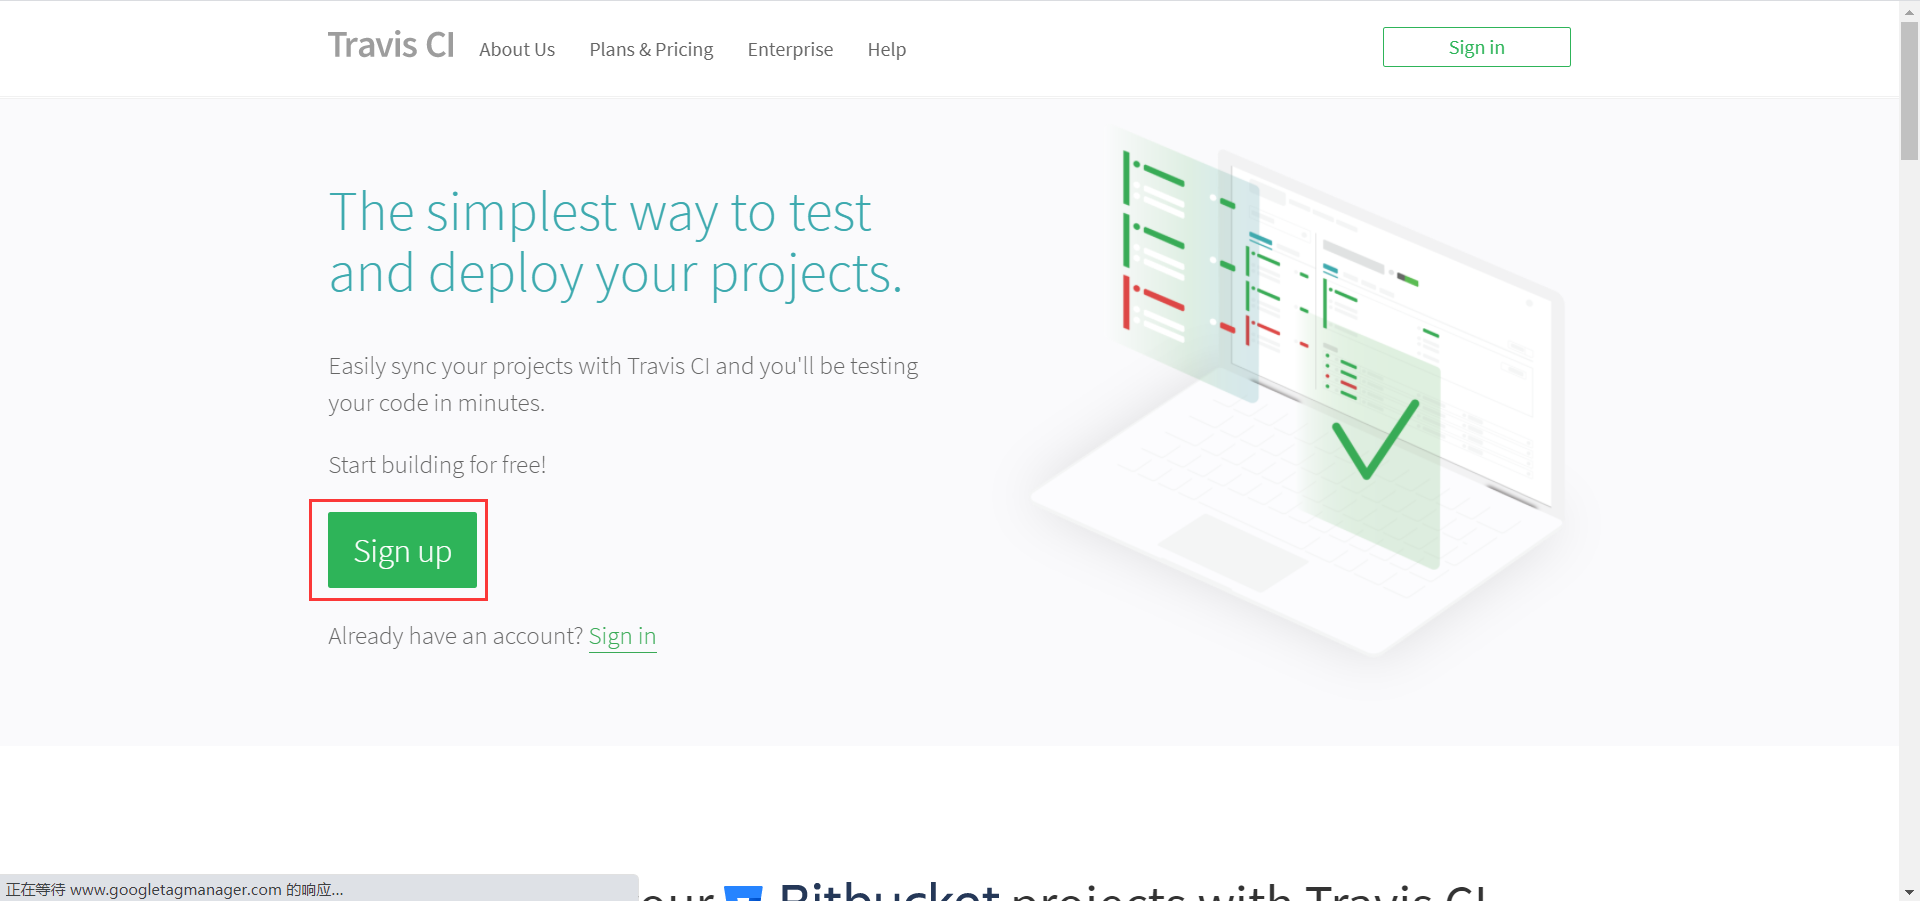 Travis CI About Us Plans & Pricing Enterprise Help Sign in
The simplest way to test
and deploy your projects.
Easily sync your projects with Travis CI and you'll be testing
your code in minutes.
Start building for free!
Sign up
Already have an account? Sign in
正在等待 www.googletagmanager.com 的响应...
our Bitbucket projects with Travis CI